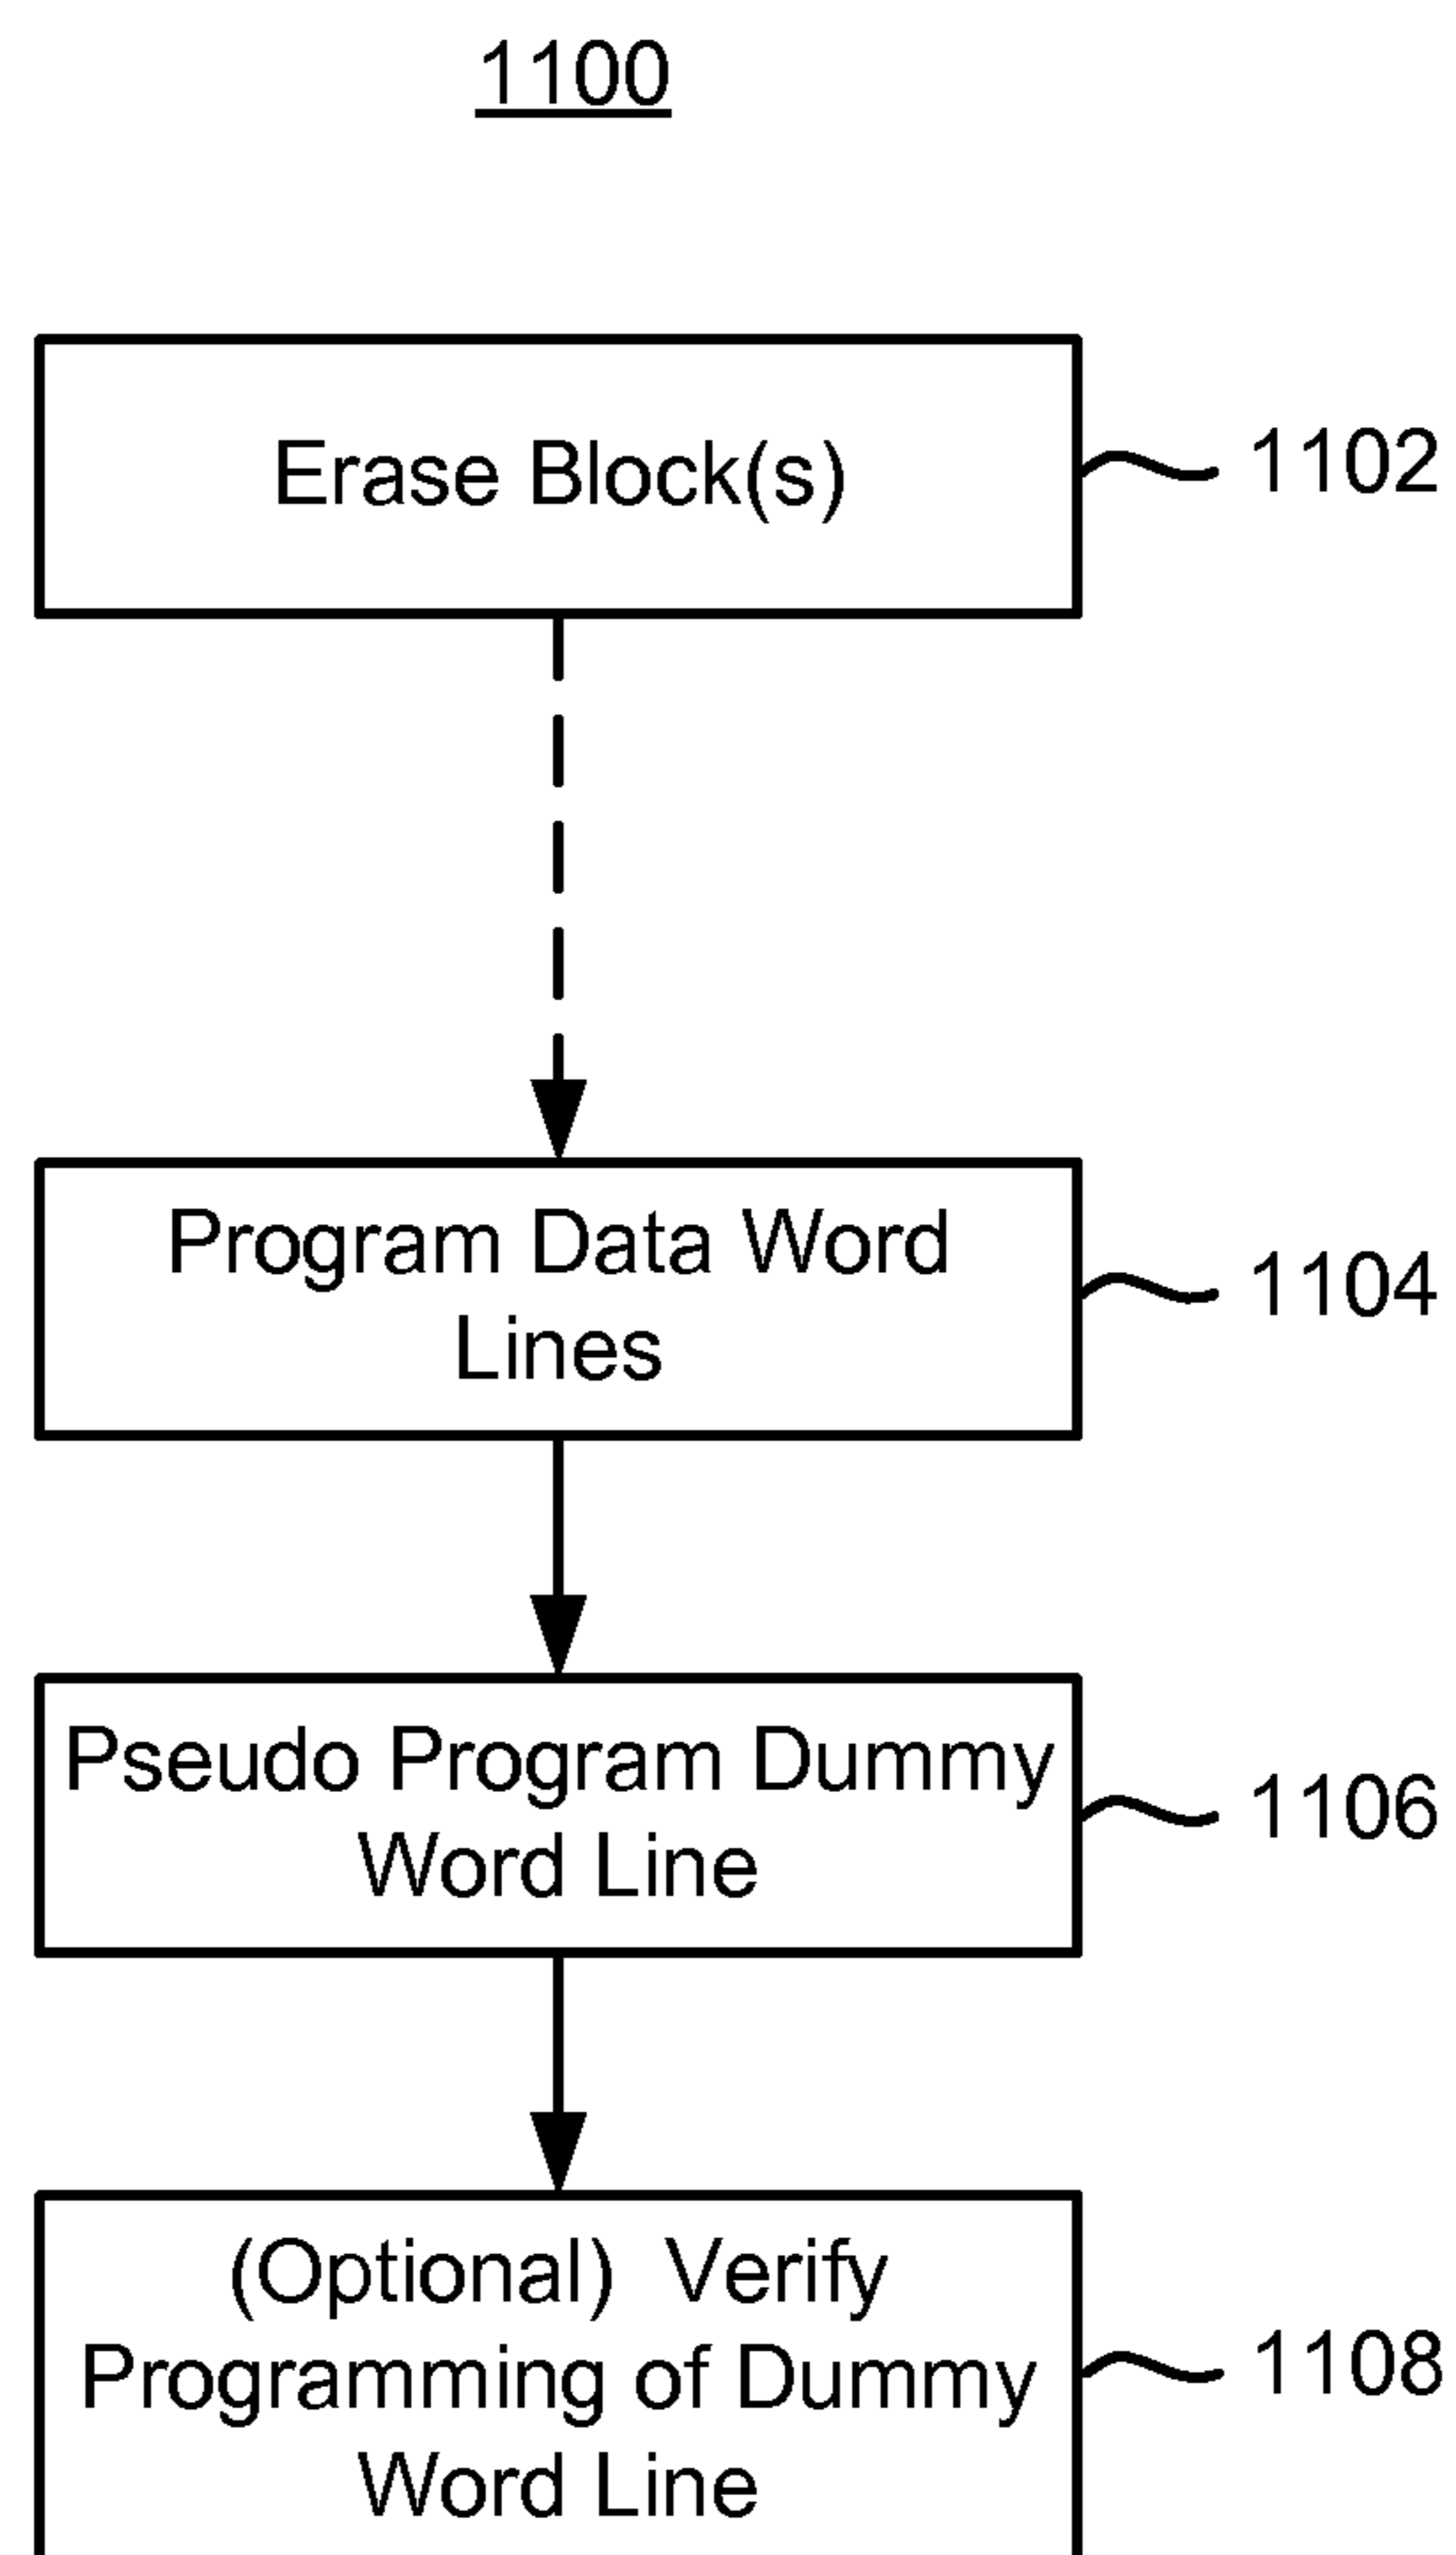 1100
Erase Block(s)
1102
Program Data Word
Lines
1104
Pseudo Program Dummy
Word Line
1106
(Optional) Verify
Programming of Dummy
Word Line
1108